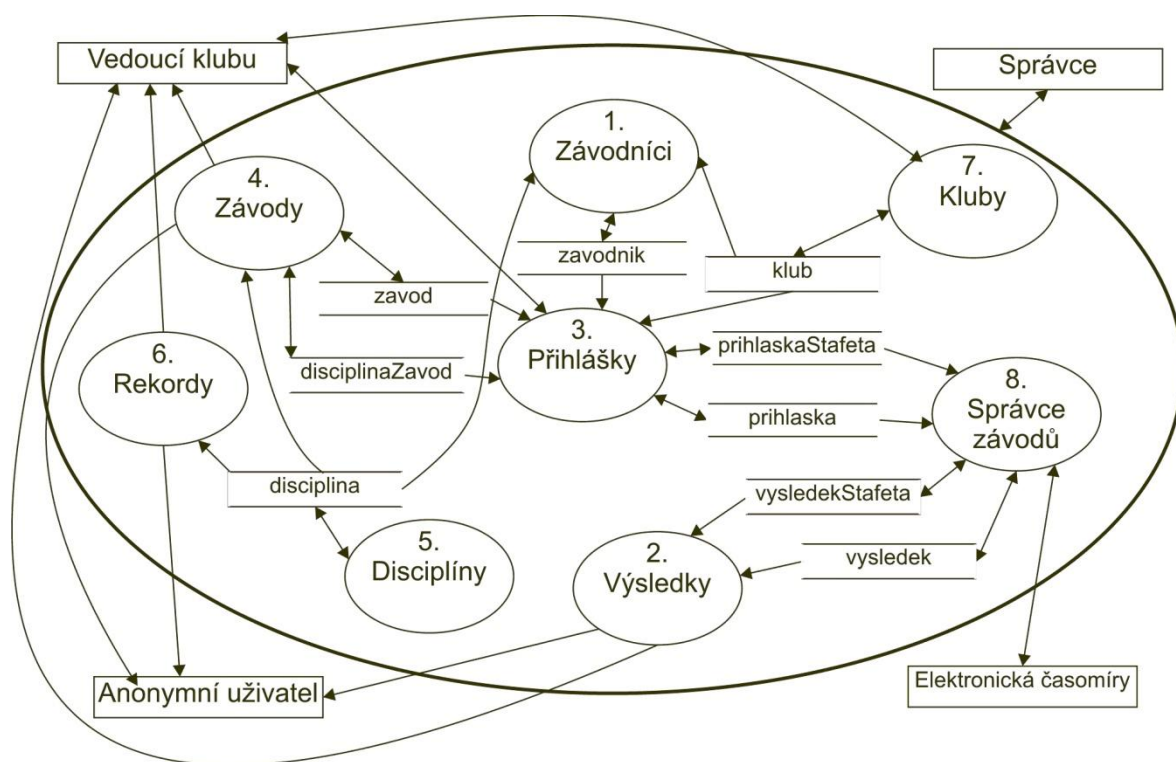 Vedoucí klubu
Správce
1.
Závodníci
7.
Kluby
4.
Závody
zavodnik
klub
zavod
3.
Přihlášky
prihlaskaStafeta
6.
Rekordy
disciplinaZavod
8.
Správce
závodů
prihlaska
disciplina
vysledekStafeta
5.
Disciplíny
2.
Výsledky
vysledek
Anonymní uživatel
Elektronická časomíry